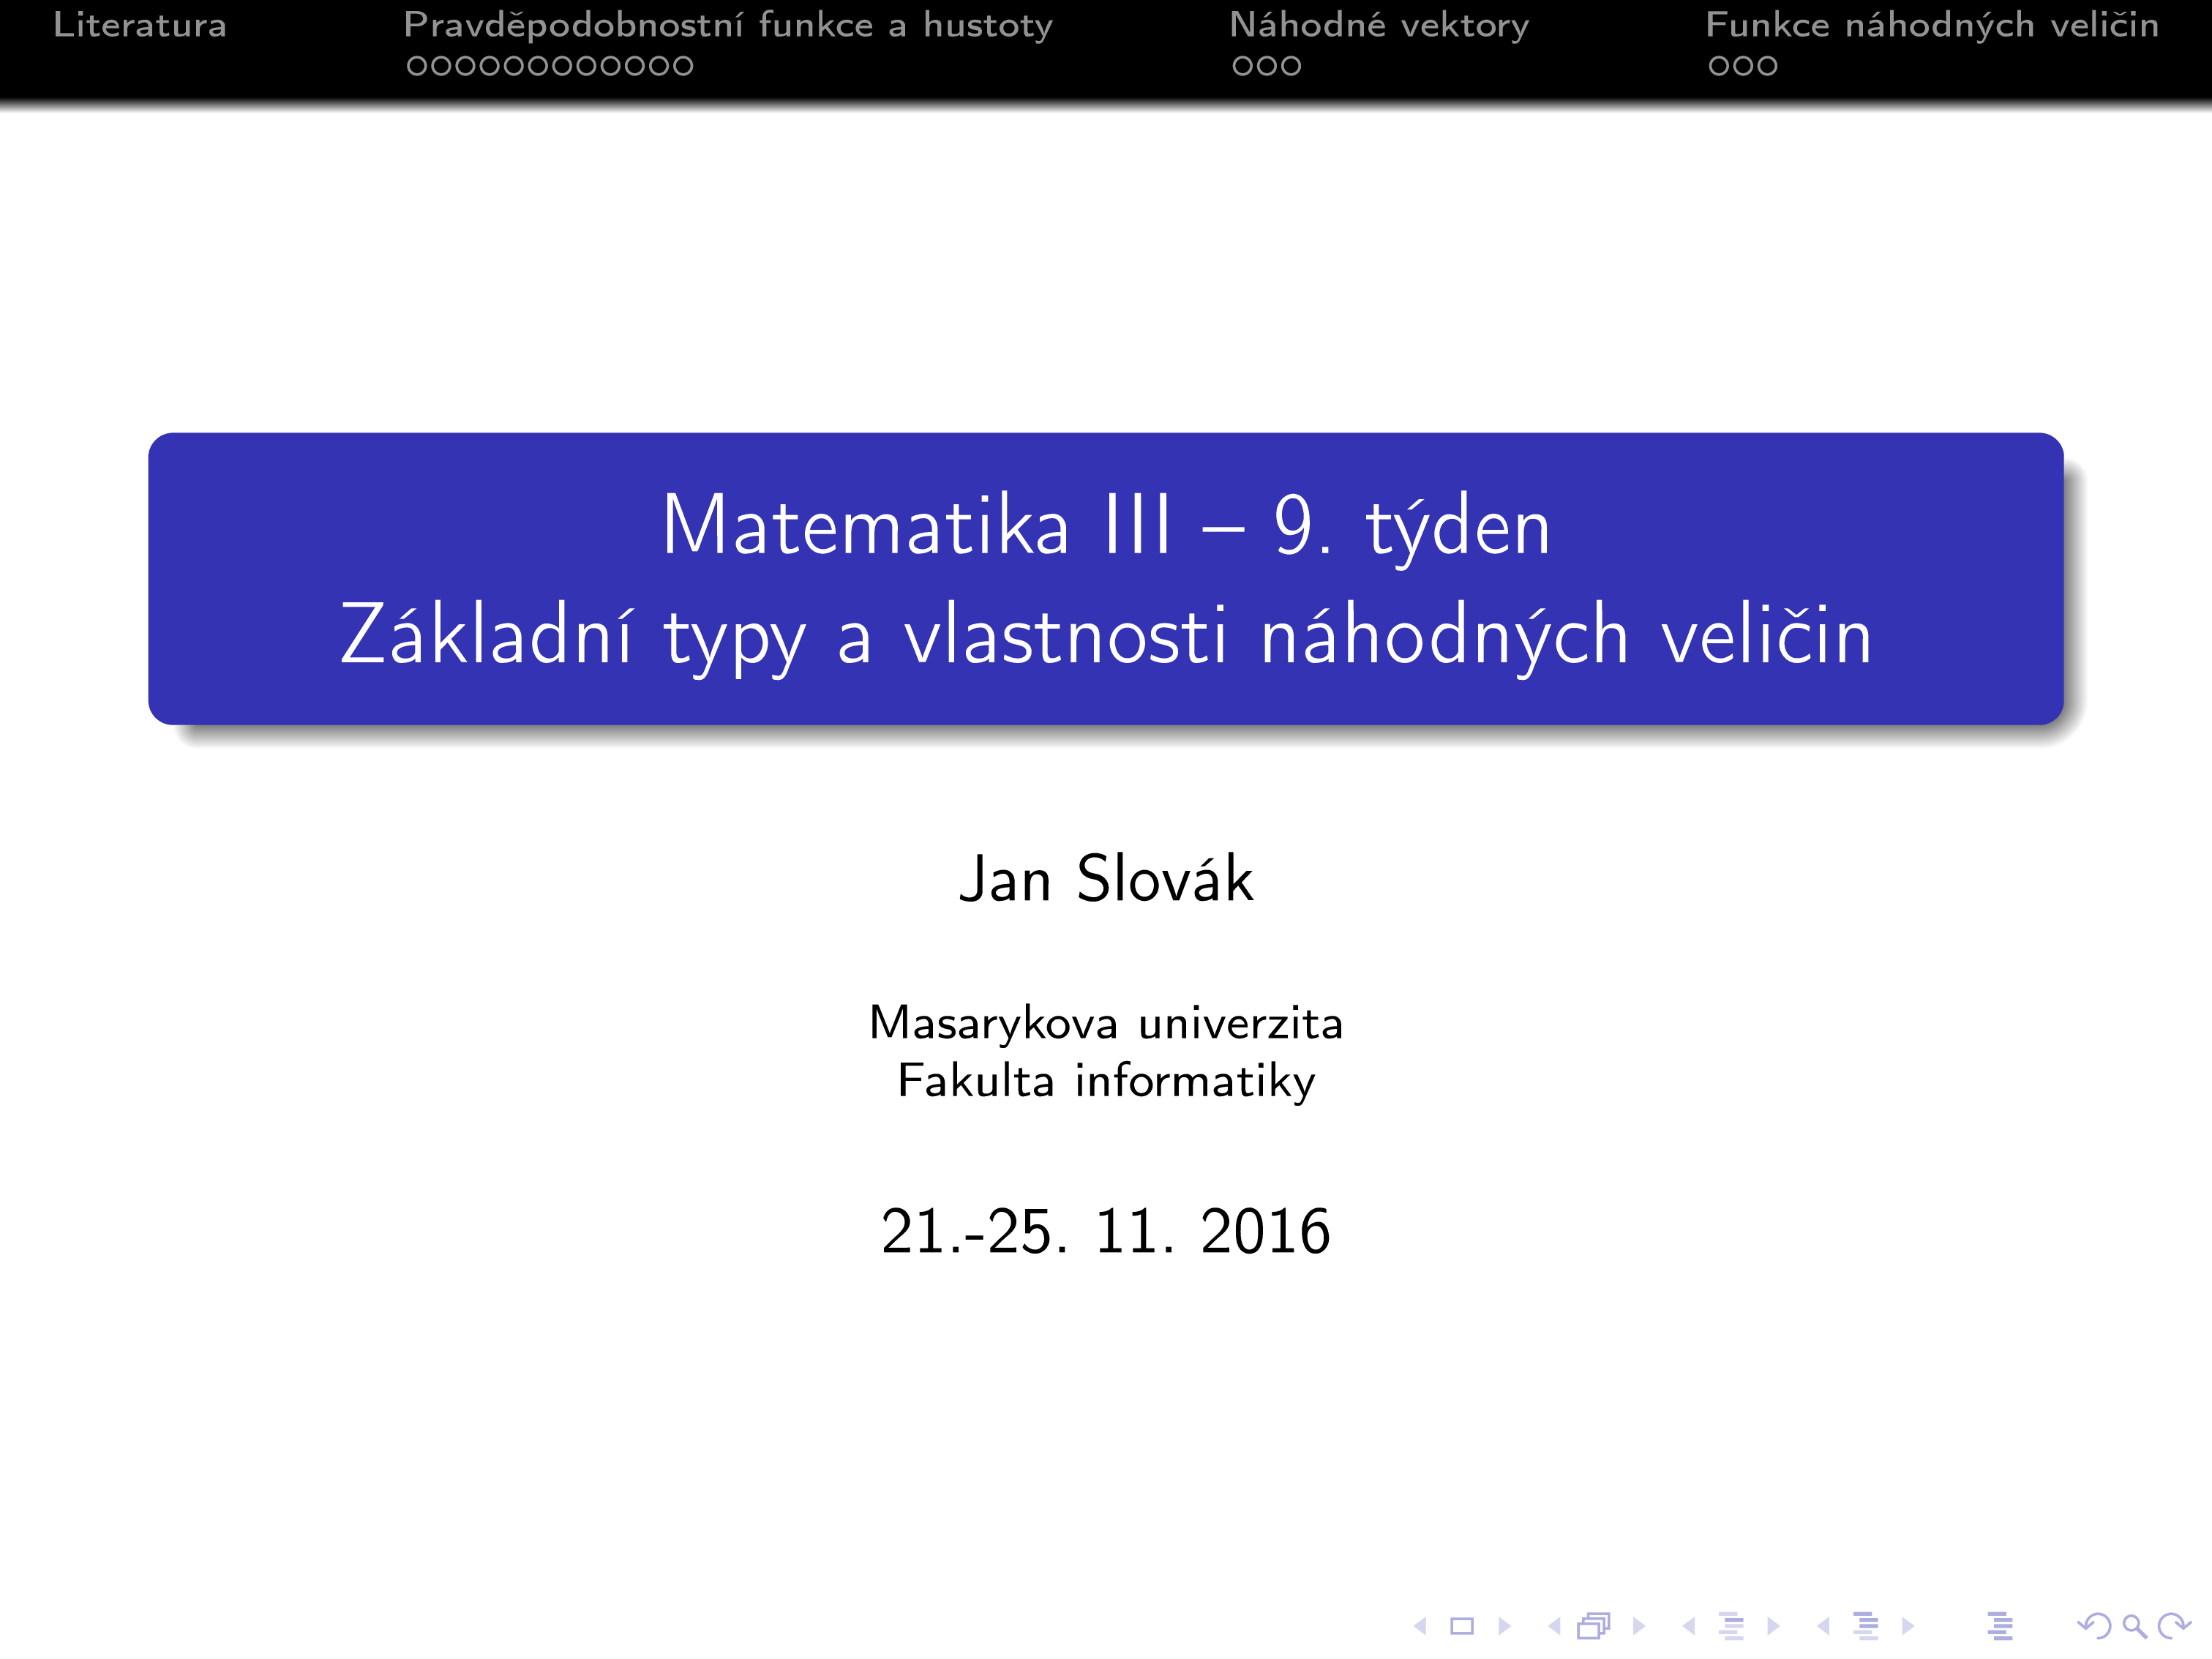 Literatura
Pravděpodobnostní funkce a hustoty
Náhodné vektory
Funkce náhodných veličin
Matematika III – 9. týden
Základní typy a vlastnosti náhodných veličin
Jan Slovák
Masarykova univerzita
Fakulta informatiky
21.-25. 11. 2016